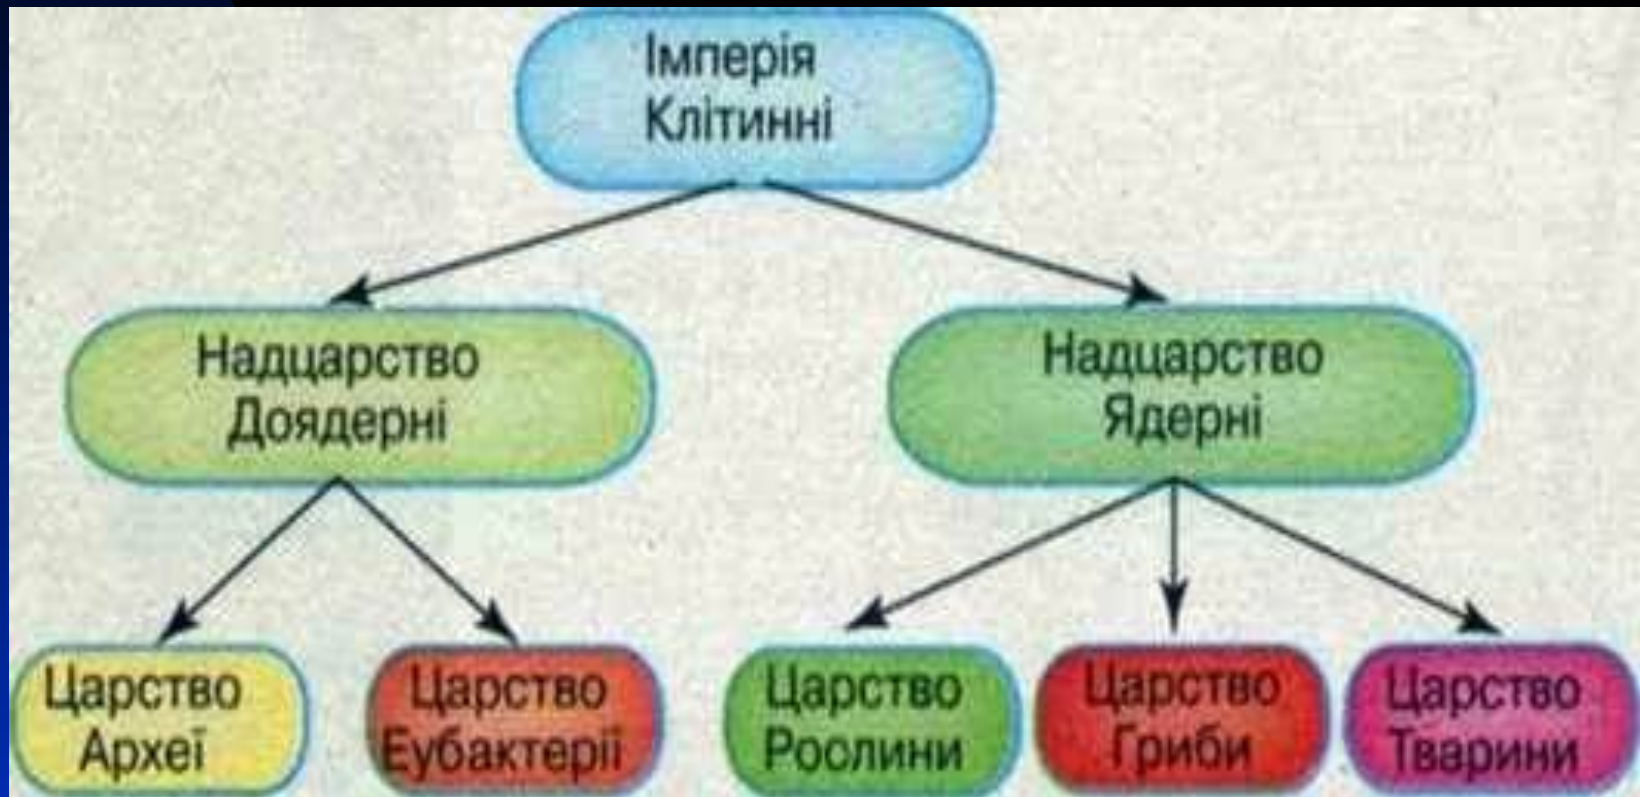 Імперія
Клітинні
Надцарство
Доядерні
Надцарство
Ядерні
Царство
Археї
Царство
Еубактерії
Царство
Рослини
Царство
Гриби
Царство
Тварини